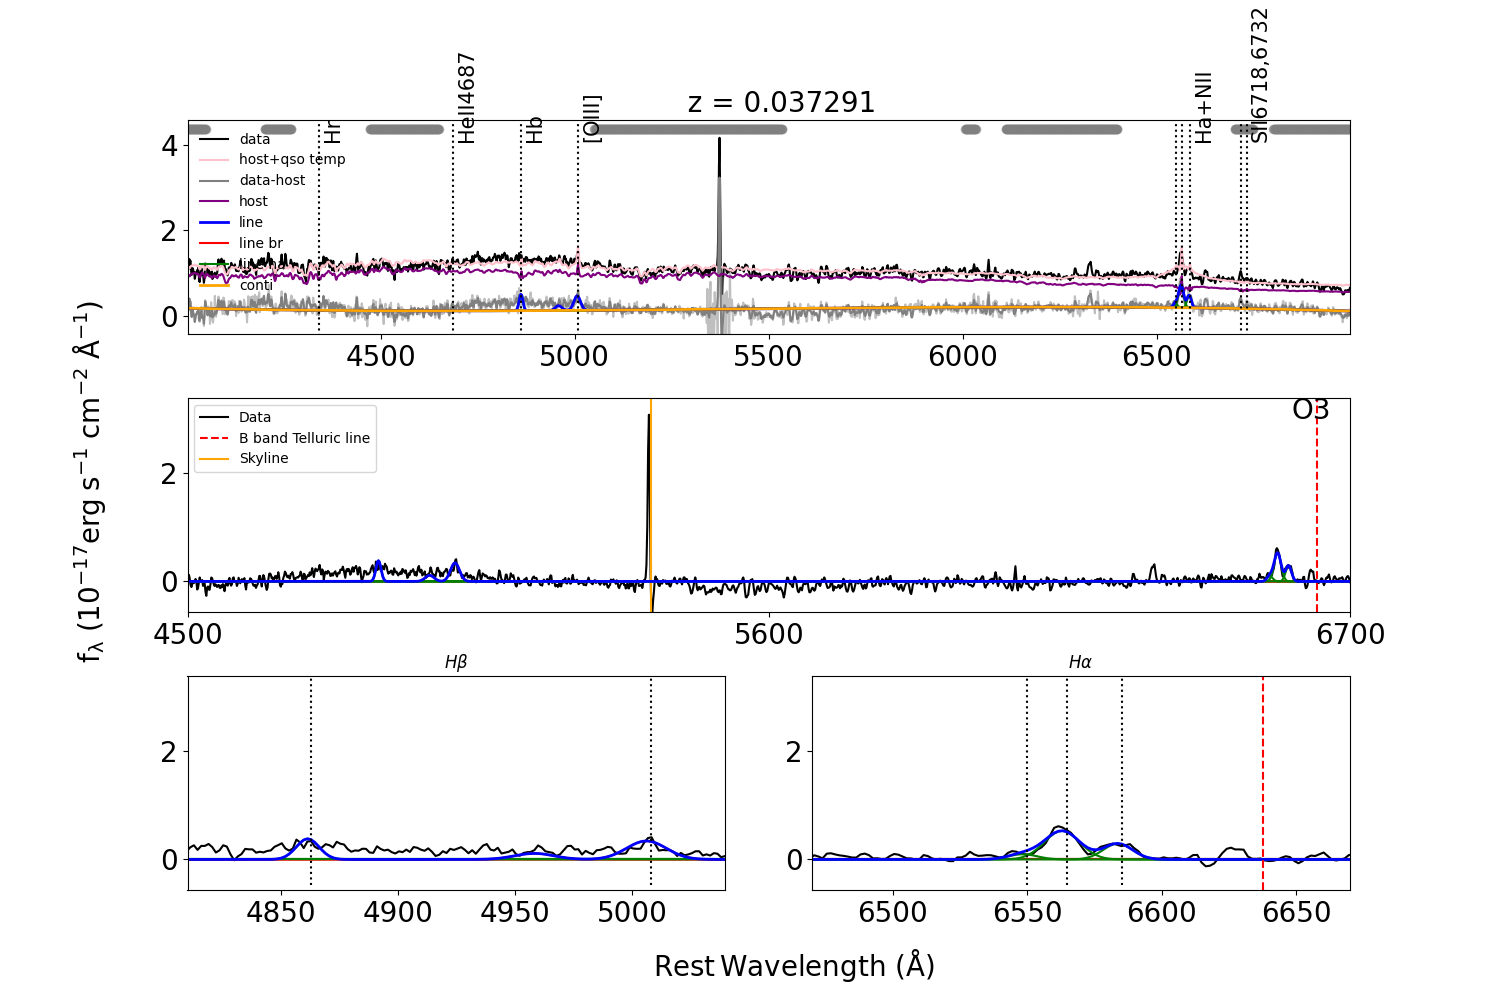 z = 0.037291
Hr
HeII4687
Hb
[OIII]
Ha+NII
SII6718,6732
data
host+qso temp
data-host
host
line
line br
conti
4
2
0
4500
5000
5500
6000
6500
fλ (10−17erg s−1 cm−2 Å−1)
Data
B band Telluric line
Skyline
O3
2
0
4500
5600
6700
Hβ
2
0
4850
4900
4950
5000
Hα
2
0
6500
6550
6600
6650
Rest Wavelength (Å)